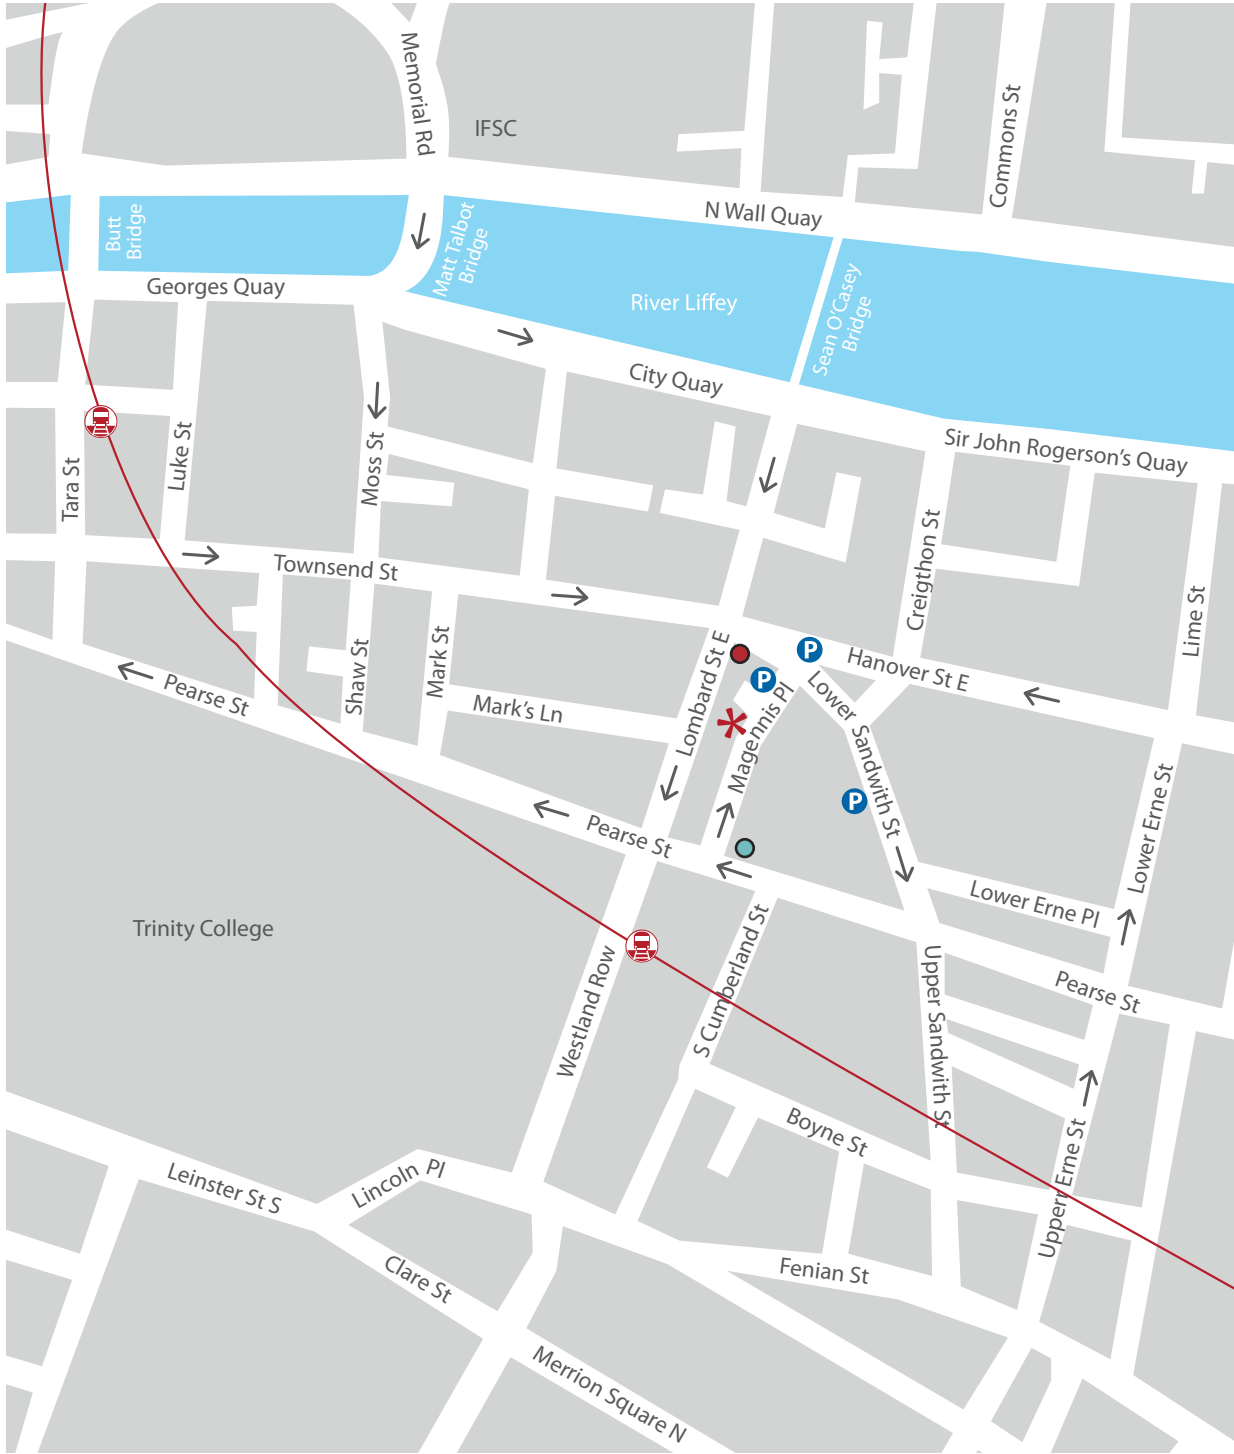 Memorial Rd
IFSC
Commons St
N Wall Quay
Butt
Bridge
Matt Talbot
Bridge
Georges Quay
River Liffey
Sean O'Casey
Bridge
City Quay
Sir John Rogerson's Quay
Tara St
Luke St
Moss St
Creigthon St
Townsend St
Lime St
Shaw St
Mark St
Lombard St E
P
Hanover St E
Pearse St
Mark's Ln
P
Magennis Pl
Lower Sandwith St
P
Lower Erne St
Pearse St
Lower Erne Pl
Trinity College
Westland Row
S Cumberland St
Upper Sandwith St
Pearse St
Boyne St
Leinster St S
Lincoln Pl
Upperr Erne St
Clare St
Fenian St
Merrion Square N